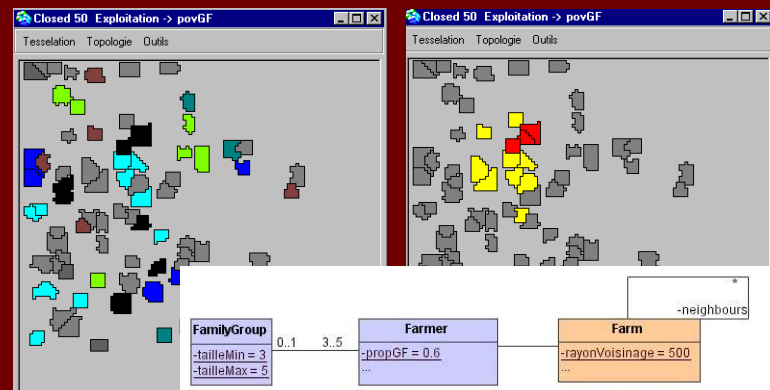 Closed 50 Exploitation -> povGF
Tesselation Topologie Outils
Closed 50 Exploitation -> povGF
Tesselation Topologie Outils
*
-neighbours
FamilyGroup
-tailleMin = 3
-tailleMax = 5
0..1
3..5
Farmer
-propGF = 0.6
...
Farm
-rayonVoisinage = 500
...